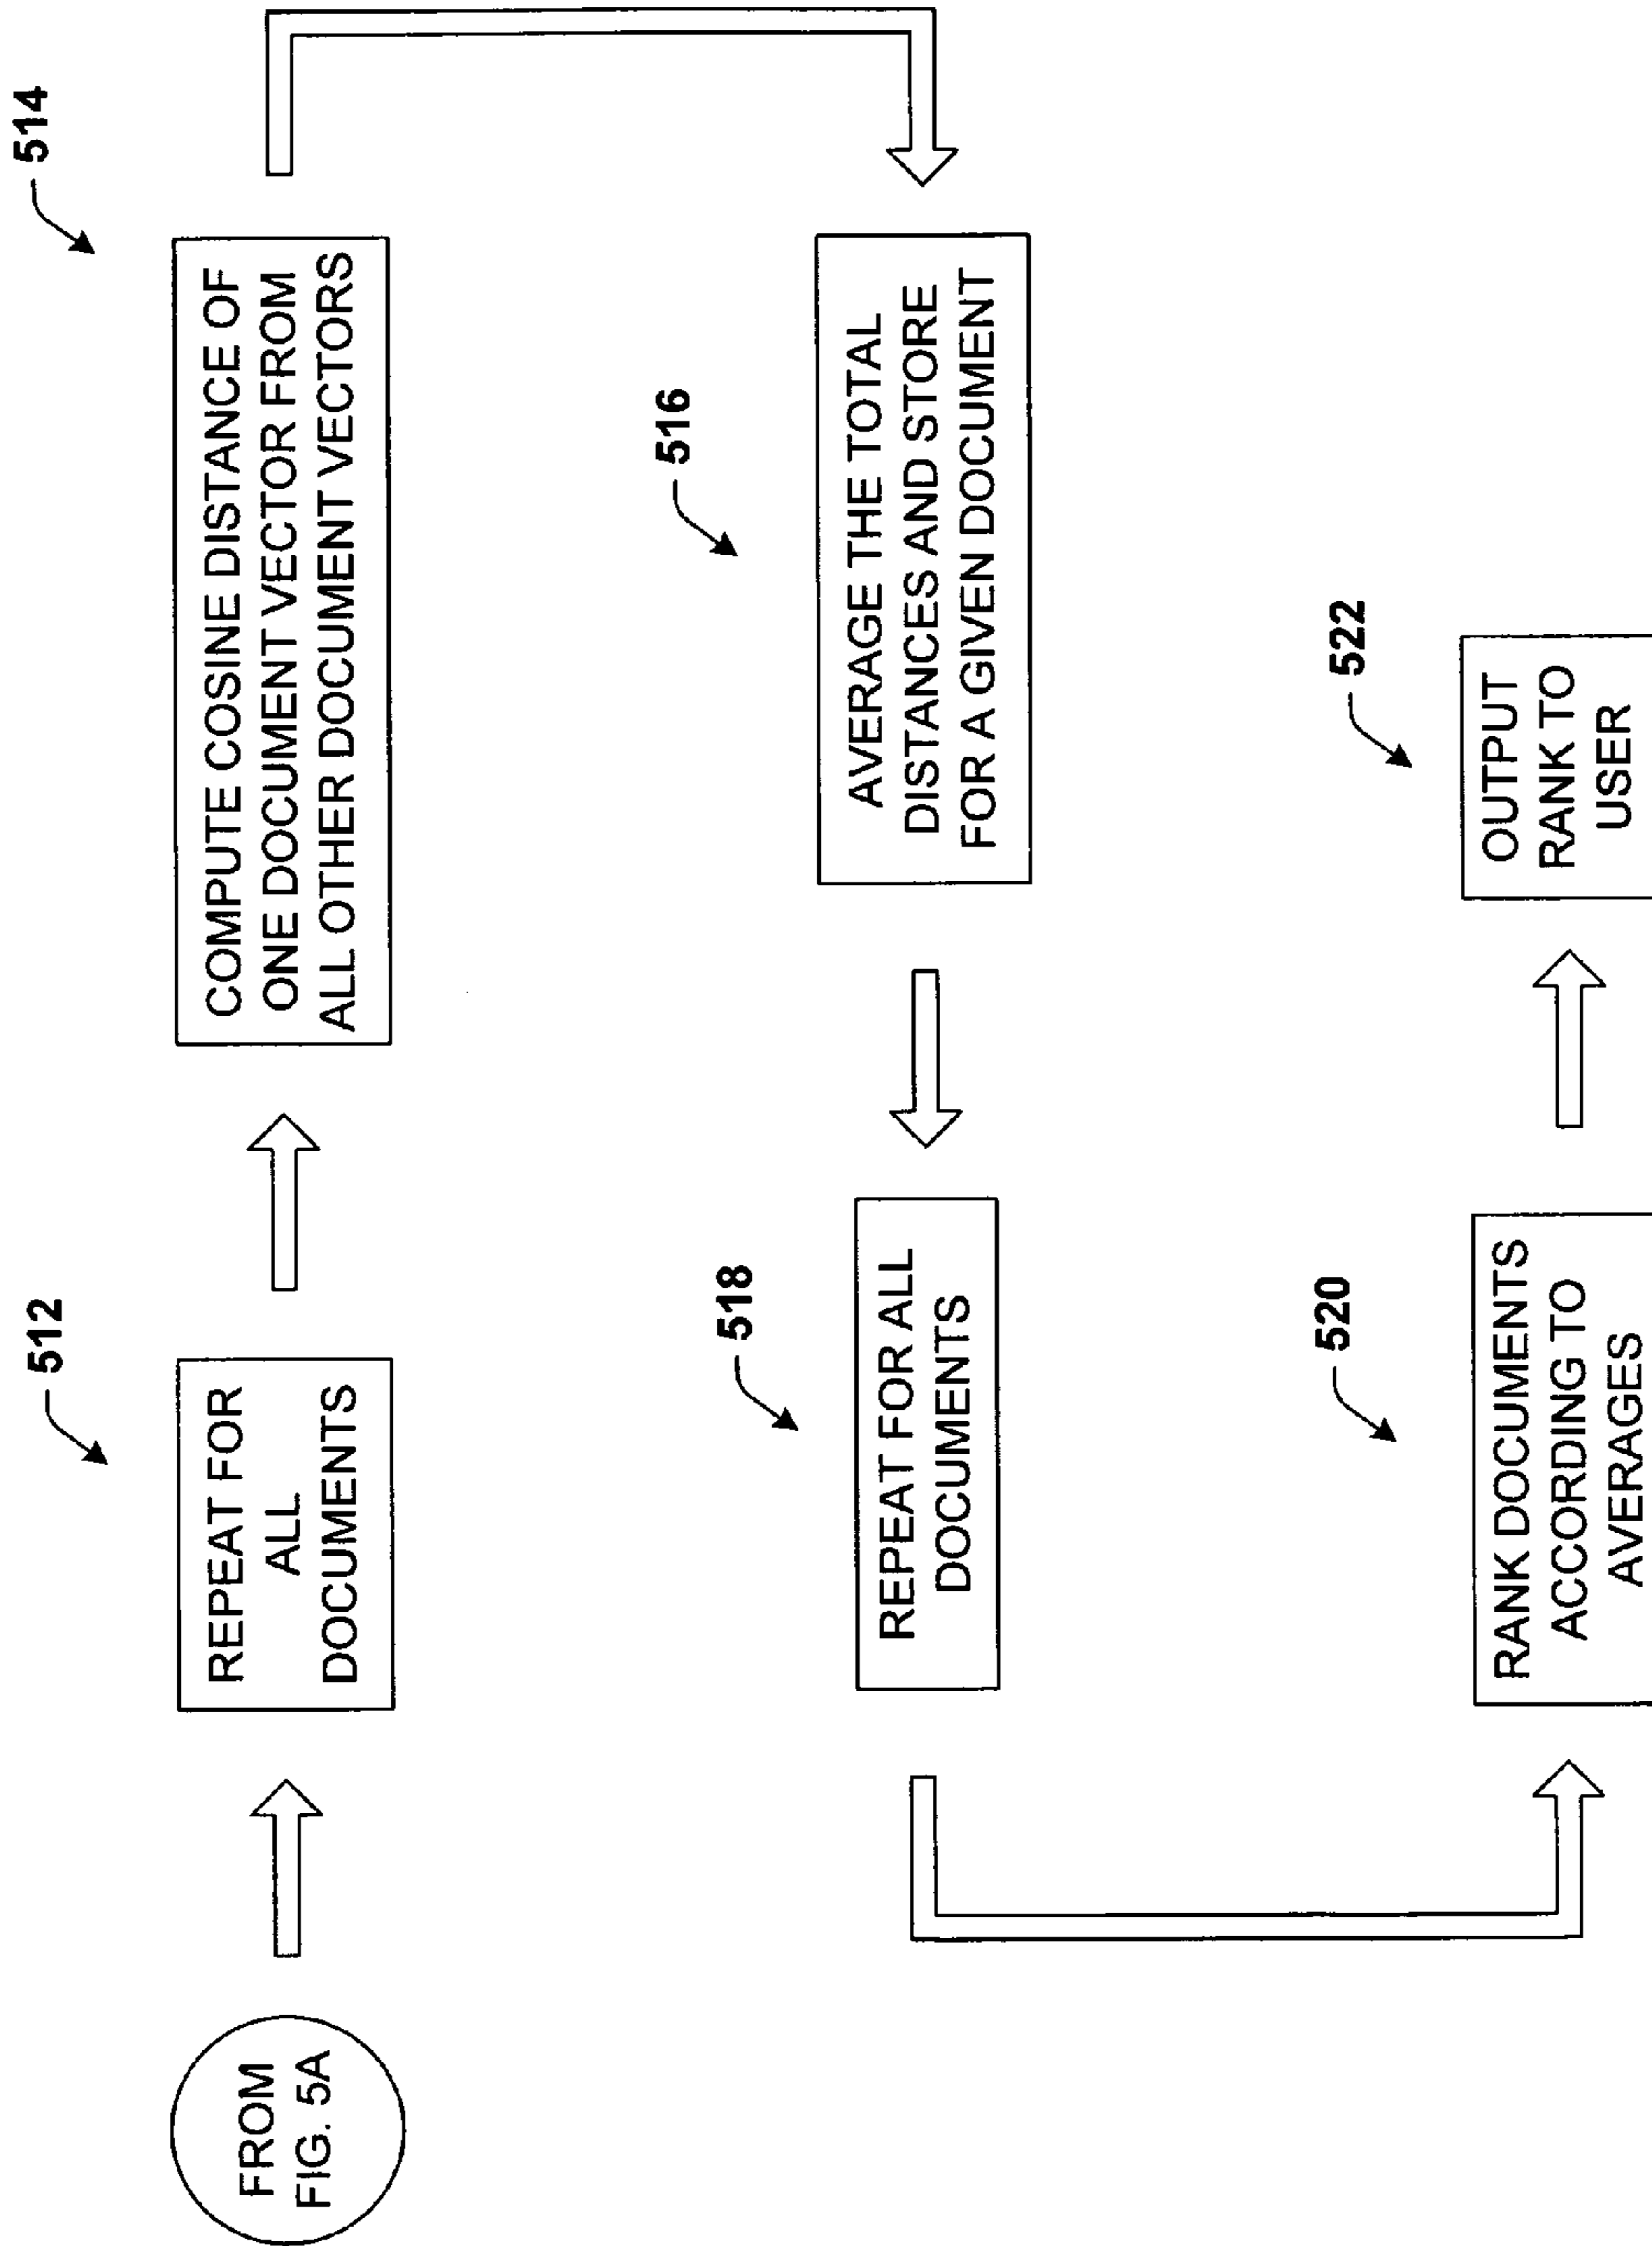 FROM
FIG. 5A
512
REPEAT FOR
ALL
DOCUMENTS
514
COMPUTE COSINE DISTANCE OF
ONE DOCUMENT VECTOR FROM
ALL OTHER DOCUMENT VECTORS
516
AVERAGE THE TOTAL
DISTANCES AND STORE
FOR A GIVEN DOCUMENT
518
REPEAT FOR ALL
DOCUMENTS
520
RANK DOCUMENTS
ACCORDING TO
AVERAGES
522
OUTPUT
RANK TO
USER